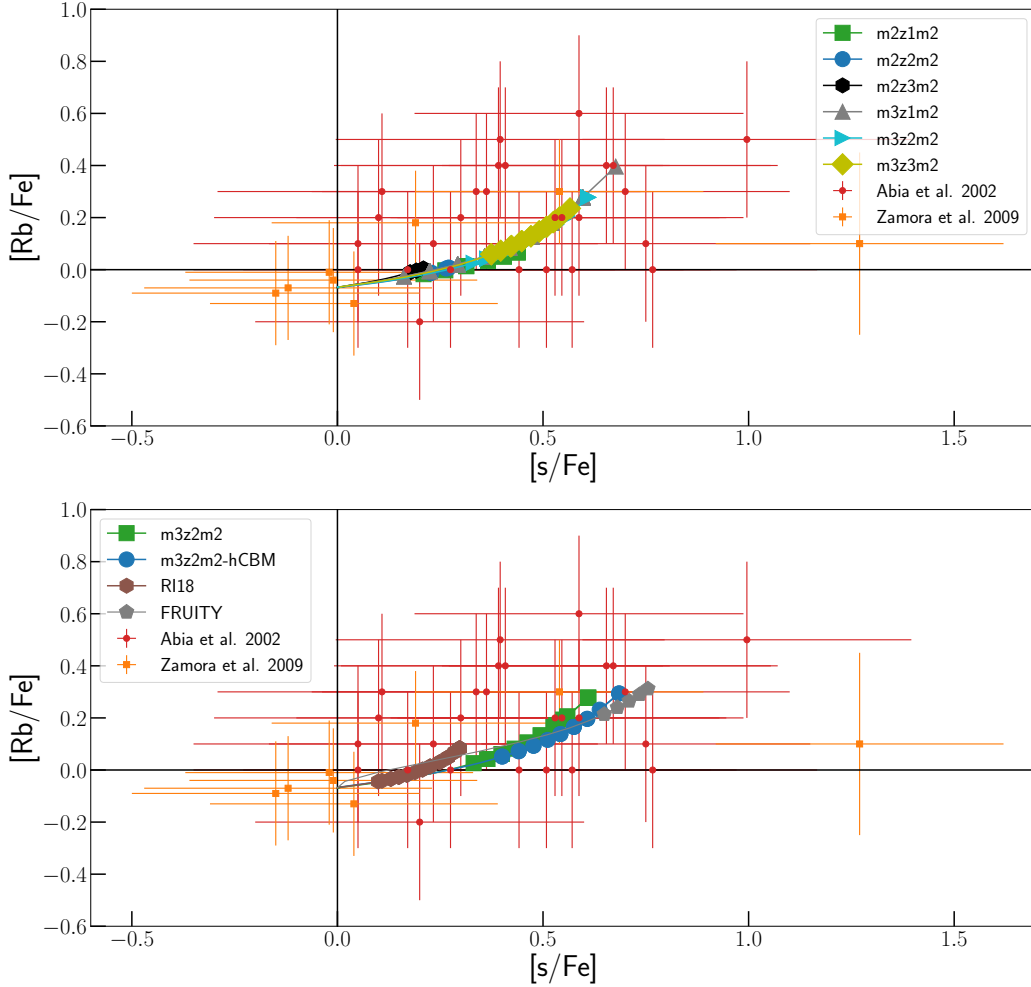 1.0
0.8
0.6
0.4
0.2
0.0
−0.2
−0.4
−0.6
[Rb/Fe]
−0.5
0.0
0.5
1.0
1.5
[s/Fe]
m2z1m2
m2z2m2
m2z3m2
m3z1m2
m3z2m2
m3z3m2
Abia et al. 2002
Zamora et al. 2009
1.0
0.8
0.6
0.4
0.2
0.0
−0.2
−0.4
−0.6
[Rb/Fe]
−0.5
0.0
0.5
1.0
1.5
[s/Fe]
m3z2m2
m3z2m2-hCBM
RI18
FRUITY
Abia et al. 2002
Zamora et al. 2009